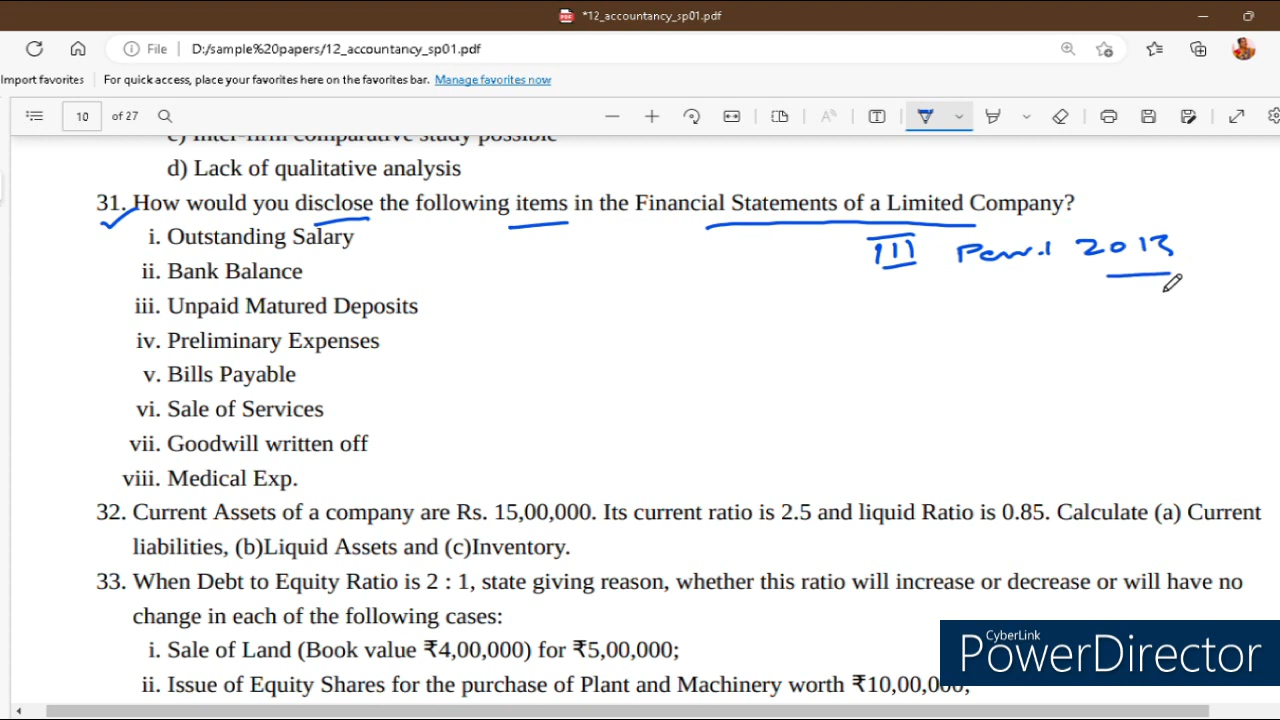 *12_accountancy_sp01.pdf
File D:/sample%20papers/12_accountancy_sp01.pdf
Import favorites For quick access, place your favorites here on the favorites bar. Manage favorites now
10 of 27
c) Inter-firm comparative study possible
d) Lack of qualitative analysis
31. How would you disclose the following items in the Financial Statements of a Limited Company?
i. Outstanding Salary
III 2013
ii. Bank Balance
iii. Unpaid Matured Deposits
iv. Preliminary Expenses
v. Bills Payable
vi. Sale of Services
vii. Goodwill written off
viii. Medical Exp.
32. Current Assets of a company are Rs. 15,00,000. Its current ratio is 2.5 and liquid Ratio is 0.85. Calculate (a) Current
liabilities, (b)Liquid Assets and (c)Inventory.
33. When Debt to Equity Ratio is 2 : 1, state giving reason, whether this ratio will increase or decrease or will have no
change in each of the following cases:
i. Sale of Land (Book value ₹4,00,000) for ₹5,00,000;
ii. Issue of Equity Shares for the purchase of Plant and Machinery worth ₹10,00,000;
CyberLink
PowerDirector